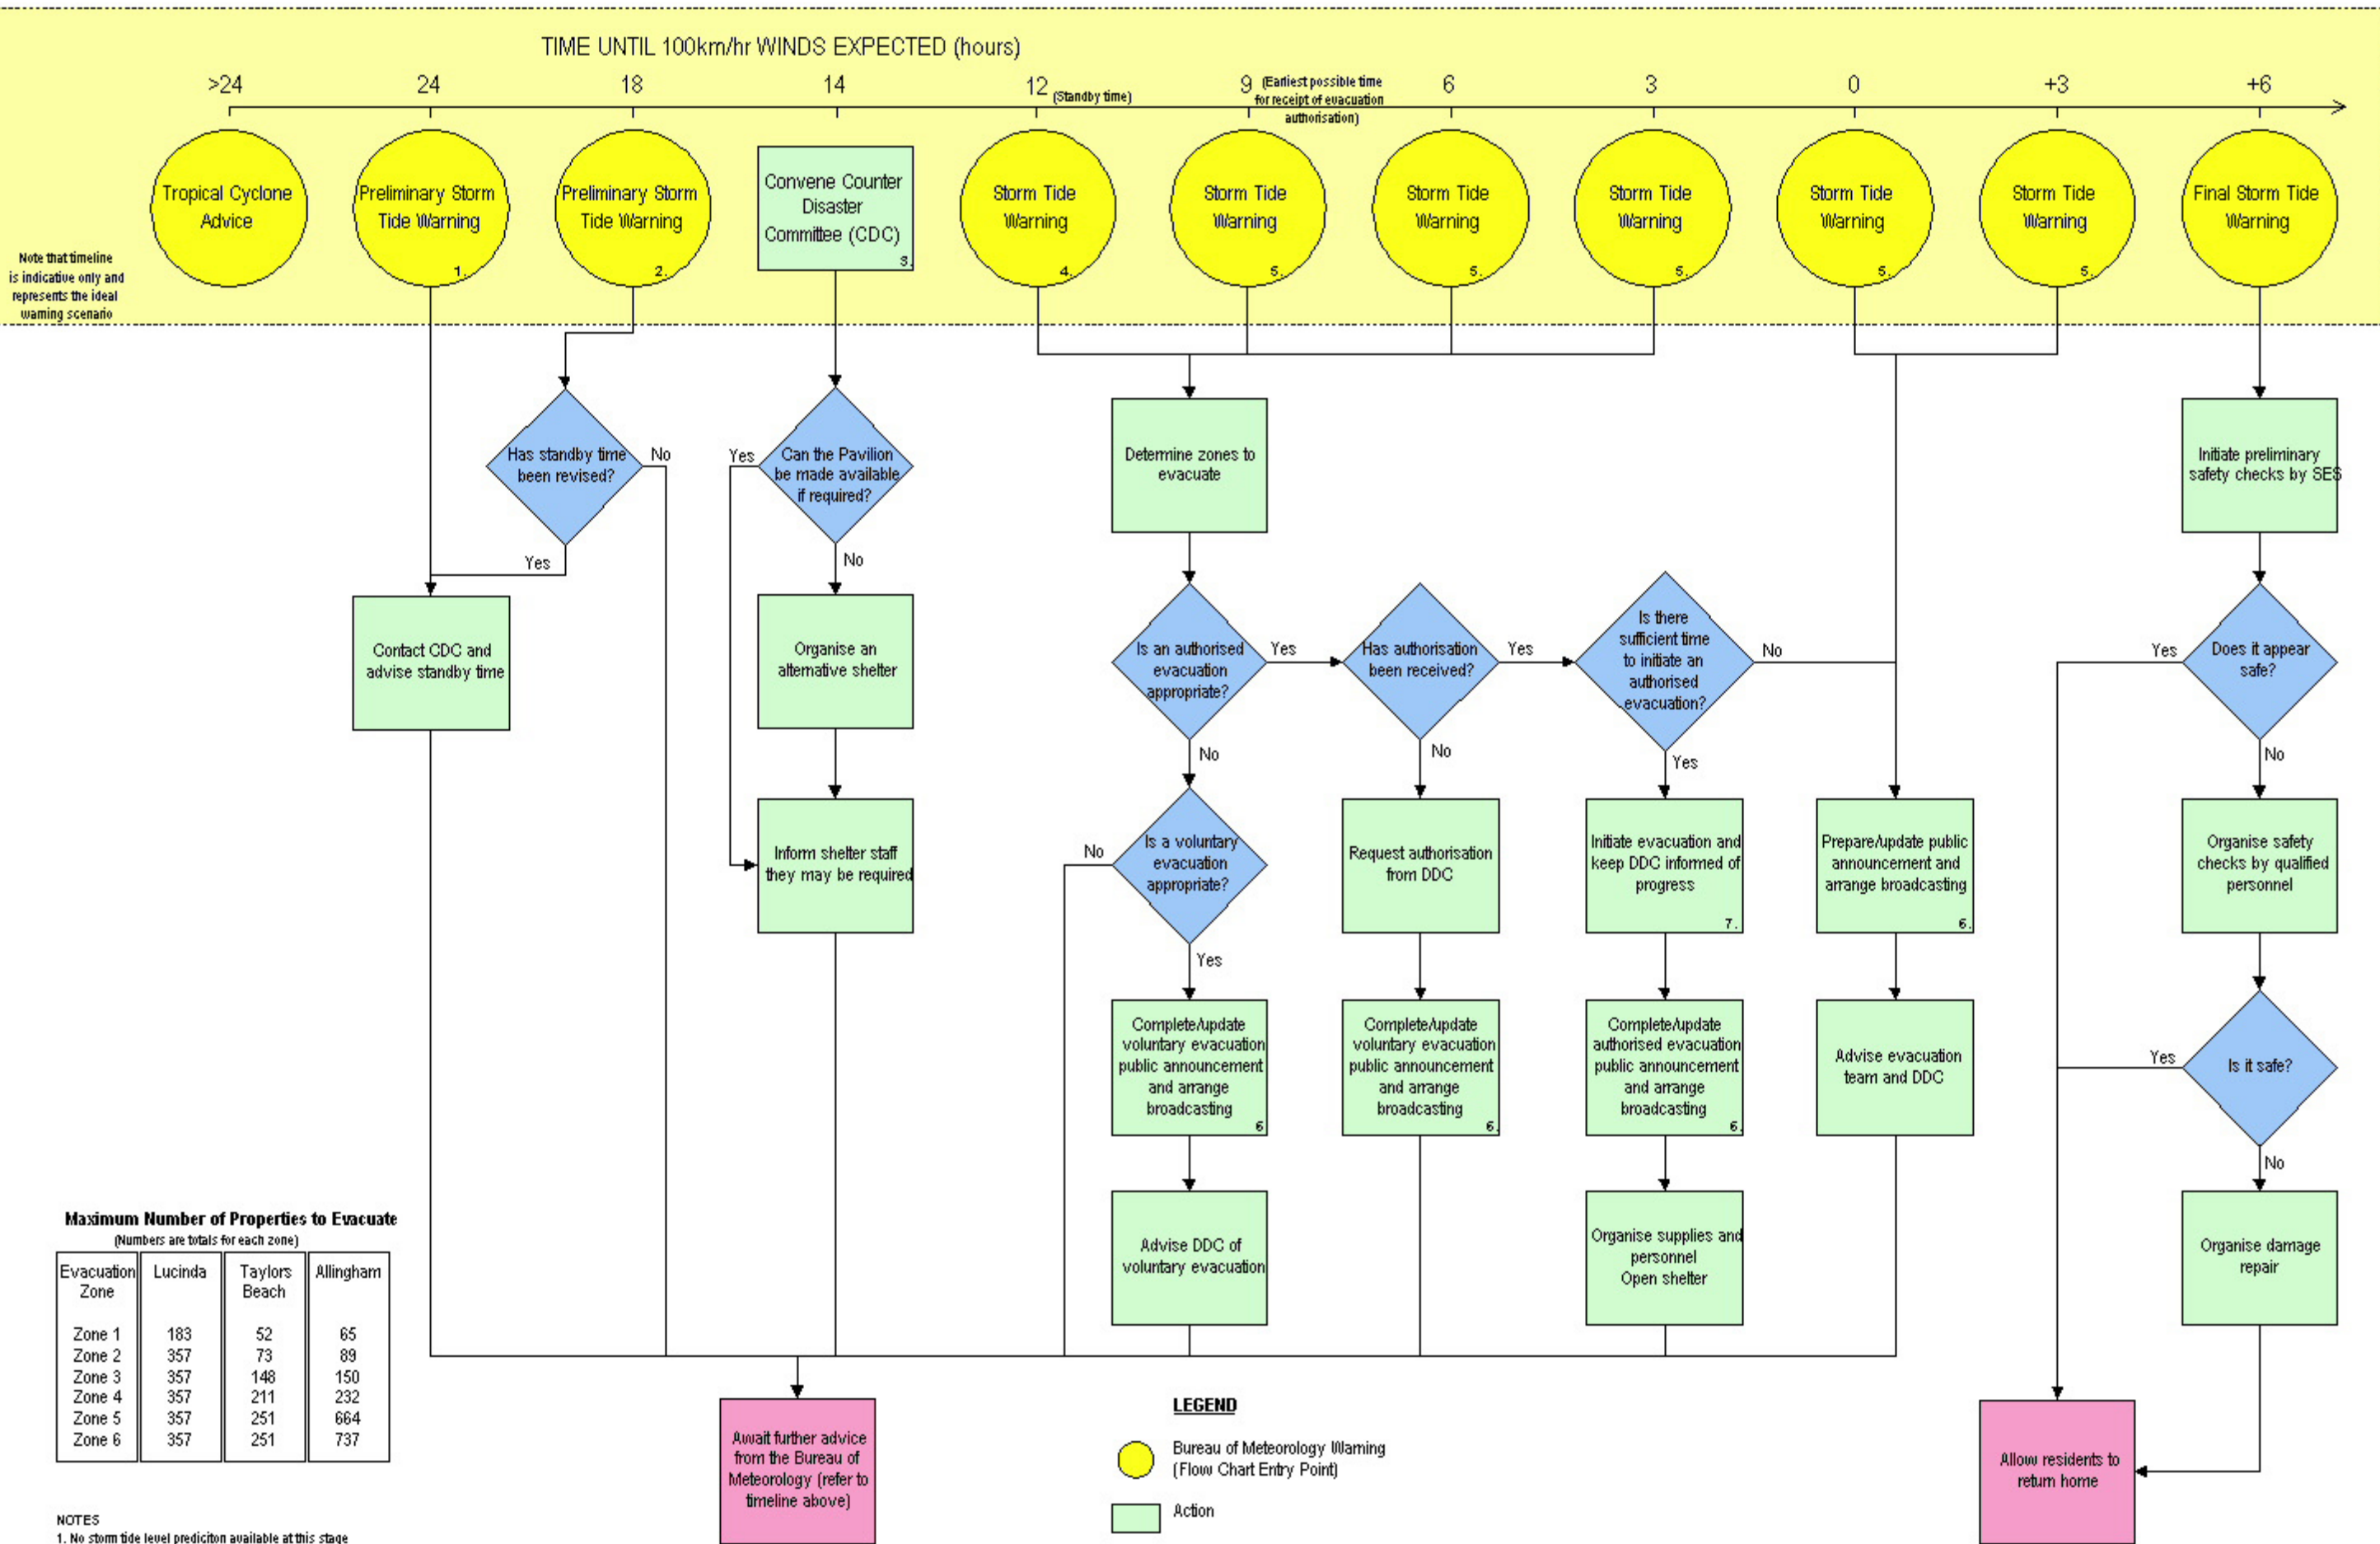 TIME UNTIL 100km/hr WINDS EXPECTED (hours)
>24
24
18
14
12
(Standby time)
9
(Earliest possible time
for receipt of evacuation
authorisation)
6
3
0
+3
+6
Tropical Cyclone
Advice
Preliminary Storm
Tide Warning
1.
Preliminary Storm
Tide Warning
2.
Convene Counter
Disaster
Committee (CDC)
3.
Storm Tide
Warning
4.
Storm Tide
Warning
5.
Storm Tide
Warning
5.
Storm Tide
Warning
5.
Storm Tide
Warning
5.
Storm Tide
Warning
5.
Final Storm Tide
Warning
Note that timeline
is indicative only and
represents the ideal
warning scenario
Has standby time
been revised?
No
Yes
Contact CDC and
advise standby time
Yes
Can the Pavilion
be made available
if required?
No
Organise an
alternative shelter
Inform shelter staff
they may be required
Determine zones to
evacuate
Is an authorised
evacuation
appropriate?
Yes
No
Has authorisation
been received?
Yes
No
Is there
sufficient time
to initiate an
authorised
evacuation?
No
Yes
Is a voluntary
evacuation
appropriate?
No
Yes
Request authorisation
from DDC
Initiate evacuation and
keep DDC informed of
progress
7.
Prepare/update public
announcement and
arrange broadcasting
6.
Complete/update
voluntary evacuation
public announcement
and arrange
broadcasting
6
Complete/update
voluntary evacuation
public announcement
and arrange
broadcasting
6.
Complete/update
authorised evacuation
public announcement
and arrange
broadcasting
6.
Advise evacuation
team and DDC
Advise DDC of
voluntary evacuation
Organise supplies and
personnel
Open shelter
Initiate preliminary
safety checks by SES
Yes
Does it appear
safe?
No
Organise safety
checks by qualified
personnel
Yes
Is it safe?
No
Organise damage
repair
Allow residents to
return home
Await further advice
from the Bureau of
Meteorology (refer to
timeline above)
Maximum Number of Properties to Evacuate
(Numbers are totals for each zone)
Evacuation Zone Lucinda Taylors Beach Allingham
Zone 1 183 52 65
Zone 2 357 73 89
Zone 3 357 148 150
Zone 4 357 211 232
Zone 5 357 251 664
Zone 6 357 251 737
LEGEND
Bureau of Meteorology Warning
(Flow Chart Entry Point)
Action
NOTES
1. No storm tide level prediciton available at this stage